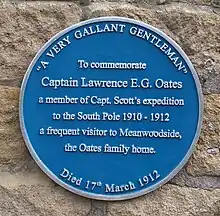 "A VERY GALLANT GENTLEMAN"
To commemorate
Captain Lawrence E.G. Oates
a member of Capt. Scott's expedition
to the South Pole 1910 - 1912
a frequent visitor to Meanwoodside,
the Oates family home.
Died 17th March 1912